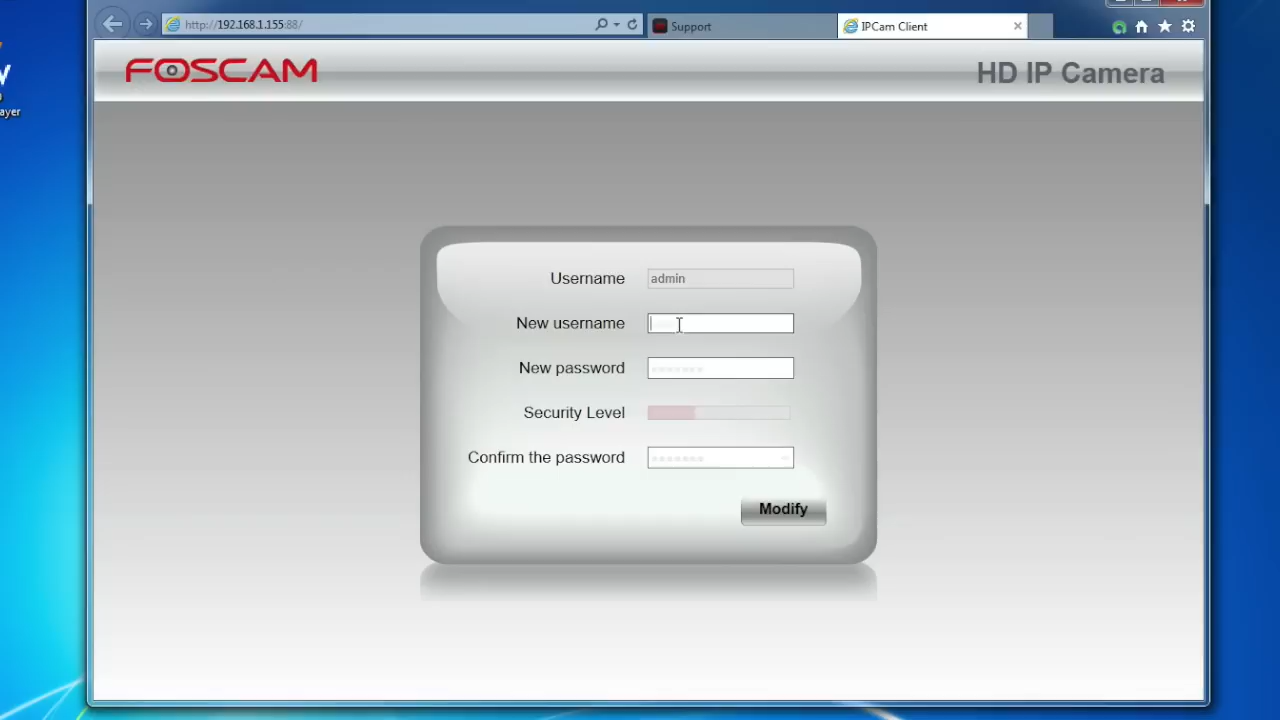 http://192.168.1.155:88/
Support
IPCam Client
ayer
FOSCAM
HD IP Camera
Username
admin
New username
New password
Security Level
Confirm the password
Modify